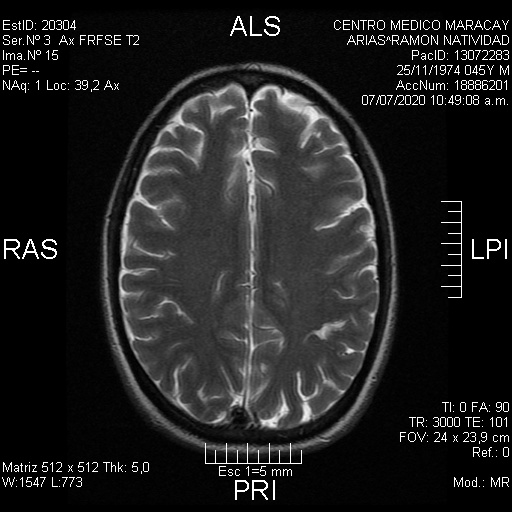 EstID: 20304
Ser.Nº 3 Ax FRFSE T2
Ima.Nº 15
PE= --
NAq: 1 Loc: 39,2 Ax
ALS
CENTRO MEDICO MARACAY
ARIAS^RAMON NATIVIDAD
PacID: 13072283
25/11/1974 045Y M
AccNum: 18886201
07/07/2020 10:49:08 a.m.
RAS
LPI
TI: 0 FA: 90
TR: 3000 TE: 101
FOV: 24 x 23,9 cm
Ref.: 0
Matriz 512 x 512 Thk: 5,0
W:1547 L:773
Esc 1=5 mm
PRI
Mod.: MR